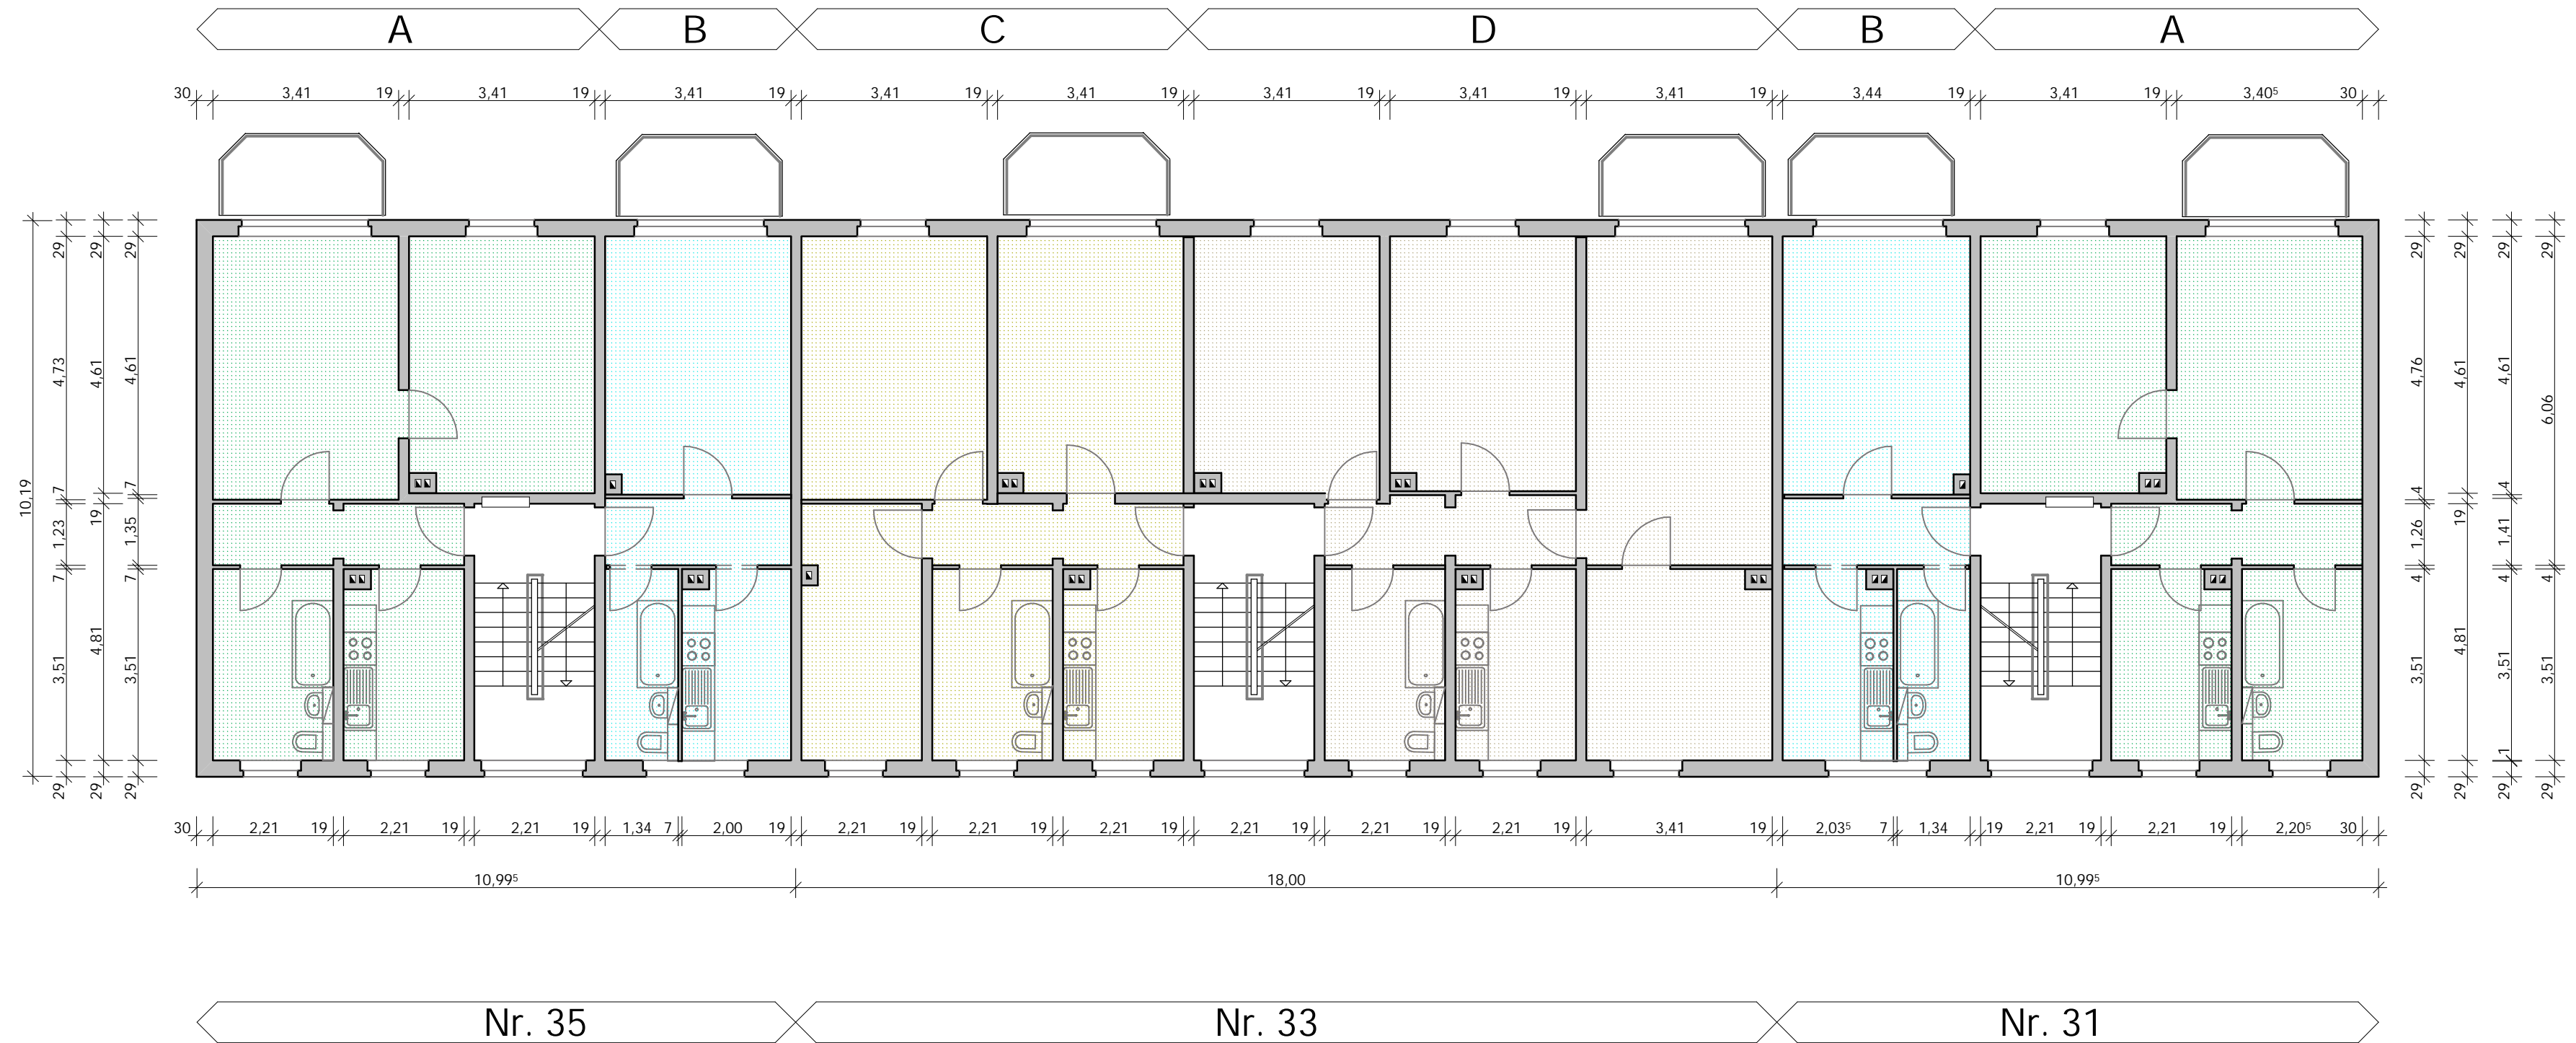 A B C D B A
30 3,41 19 3,41 19 3,41 19 3,41 19 3,41 19 3,41 19 3,41 19 3,41 19 3,44 19 3,41 19 3,40⁵ 30
10,19
29 4,73 7 1,23 7 3,51 29
29 4,61 19 4,81 29
29 4,61 7 1,35 7 3,51 29
29 4,76 4 1,26 4 3,51 29
29 4,61 19 4,81 29
29 4,61 4 1,41 4 3,51 1 29
29 6,06 4 3,51 29
30 2,21 19 2,21 19 2,21 19 1,34 7 2,00 19 2,21 19 2,21 19 2,21 19 2,21 19 2,21 19 2,21 19 3,41 19 2,03⁵ 7 1,34 19 2,21 19 2,21 19 2,20⁵ 30
10,99⁵ 18,00 10,99⁵
Nr. 35 Nr. 33 Nr. 31